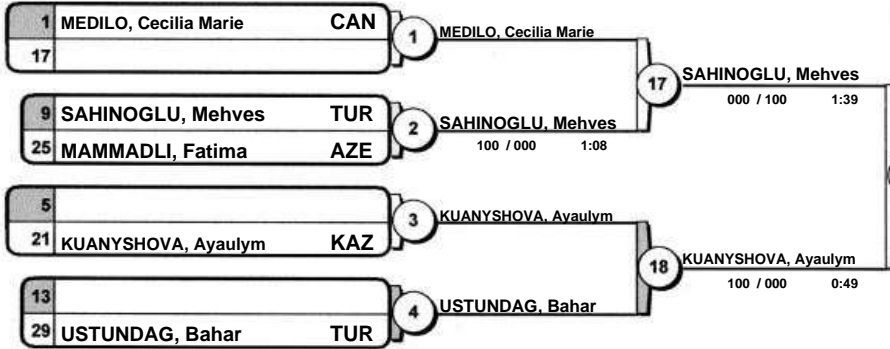 1 MEDILO, Cecilia Marie CAN
17
1
MEDILO, Cecilia Marie
9 SAHINOGLU, Mehves TUR
25 MAMMADLI, Fatima AZE
2
SAHINOGLU, Mehves
100 / 000 1:08
17
SAHINOGLU, Mehves
000 / 100 1:39
5
21 KUANYSHOVA, Ayaulym KAZ
3
KUANYSHOVA, Ayaulym
13
29 USTUNDAG, Bahar TUR
4
USTUNDAG, Bahar
18
KUANYSHOVA, Ayaulym
100 / 000 0:49